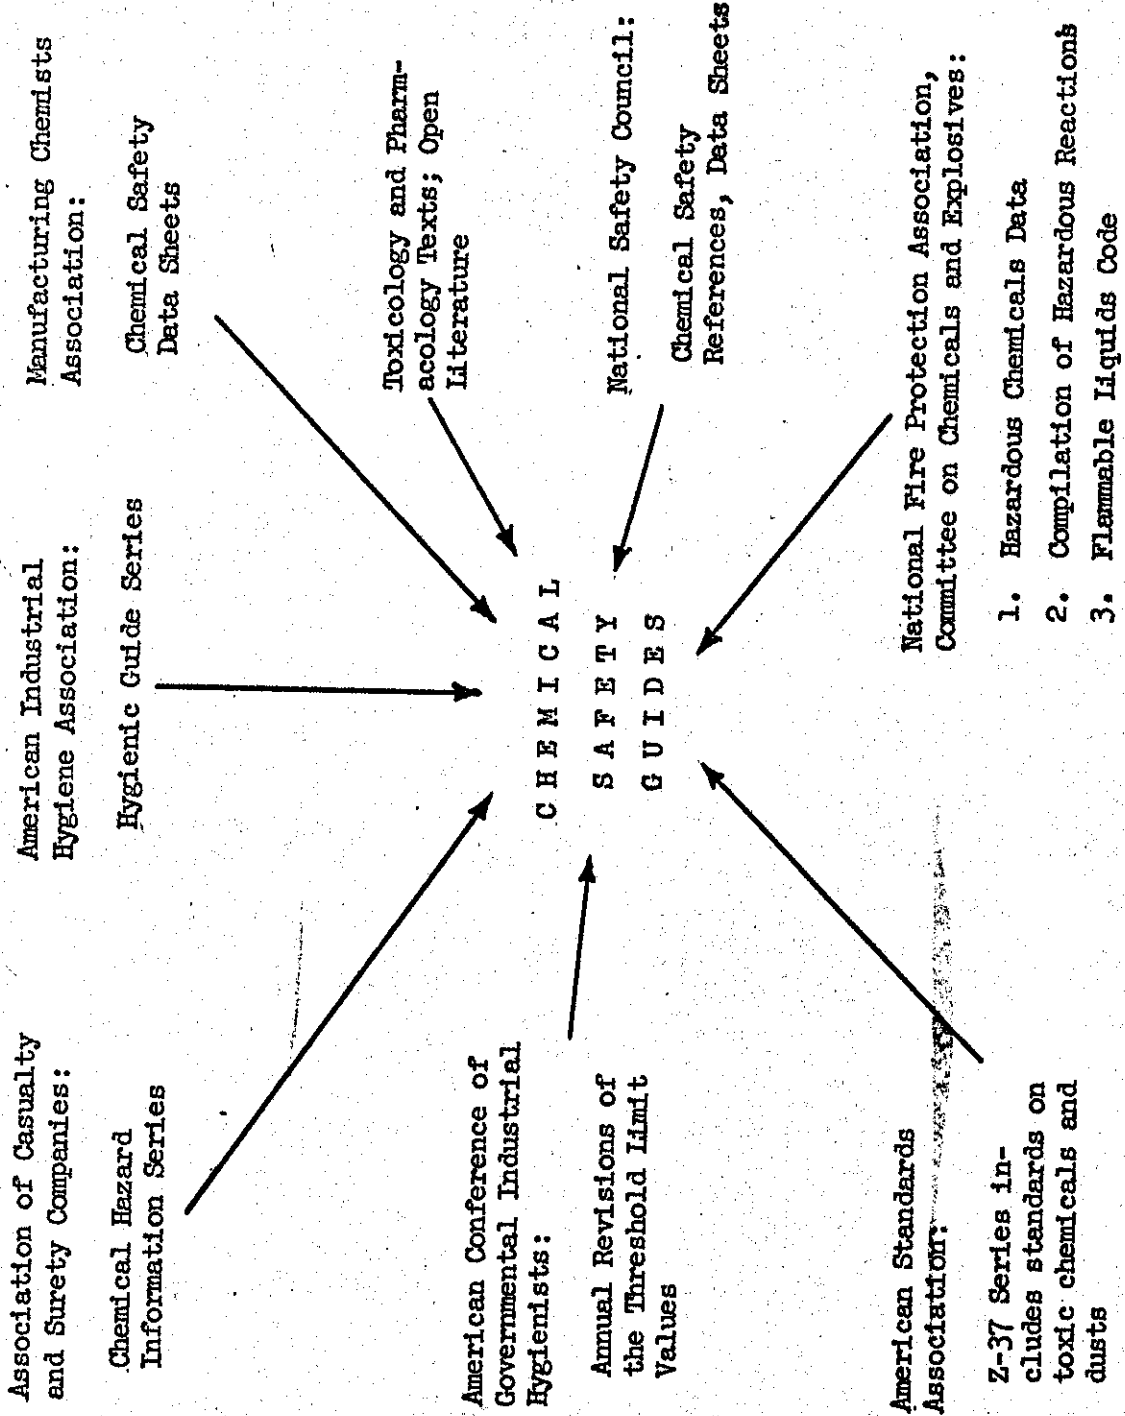 Association of Casualty
and Surety Companies:
Chemical Hazard
Information Series
American Industrial
Hygiene Association:
Hygienic Guide Series
Manufacturing Chemists
Association:
Chemical Safety
Data Sheets
American Conference of
Governmental Industrial
Hygienists:
Annual Revisions of
the Threshold Limit
Values
CHEMICAL
SAFETY
GUIDES
Toxicology and Pharm-
acology Texts; Open
Literature
National Safety Council:
Chemical Safety
References, Data Sheets
American Standards
Association:
Z-37 Series in-
cludes standards on
toxic chemicals and
dusts
National Fire Protection Association,
Committee on Chemicals and Explosives:
1. Hazardous Chemicals Data
2. Compilation of Hazardous Reactions
3. Flammable Liquids Code